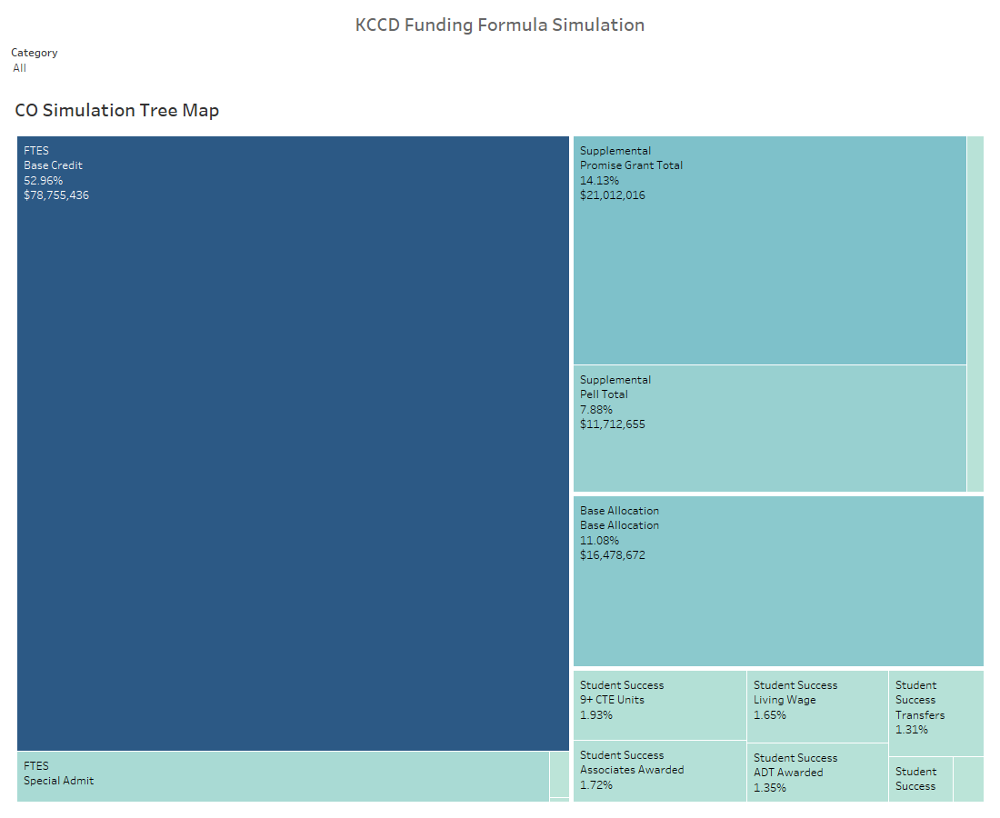 KCCD Funding Formula Simulation
Category
All
CO Simulation Tree Map
FTES
Base Credit
52.96%
$78,755,436
FTES
Special Admit
Supplemental
Promise Grant Total
14.13%
$21,012,016
Supplemental
Pell Total
7.88%
$11,712,655
Base Allocation
Base Allocation
11.08%
$16,478,672
Student Success
9+ CTE Units
1.93%
Student Success
Associates Awarded
1.72%
Student Success
Living Wage
1.65%
Student Success
ADT Awarded
1.35%
Student
Success
Transfers
1.31%
Student
Success